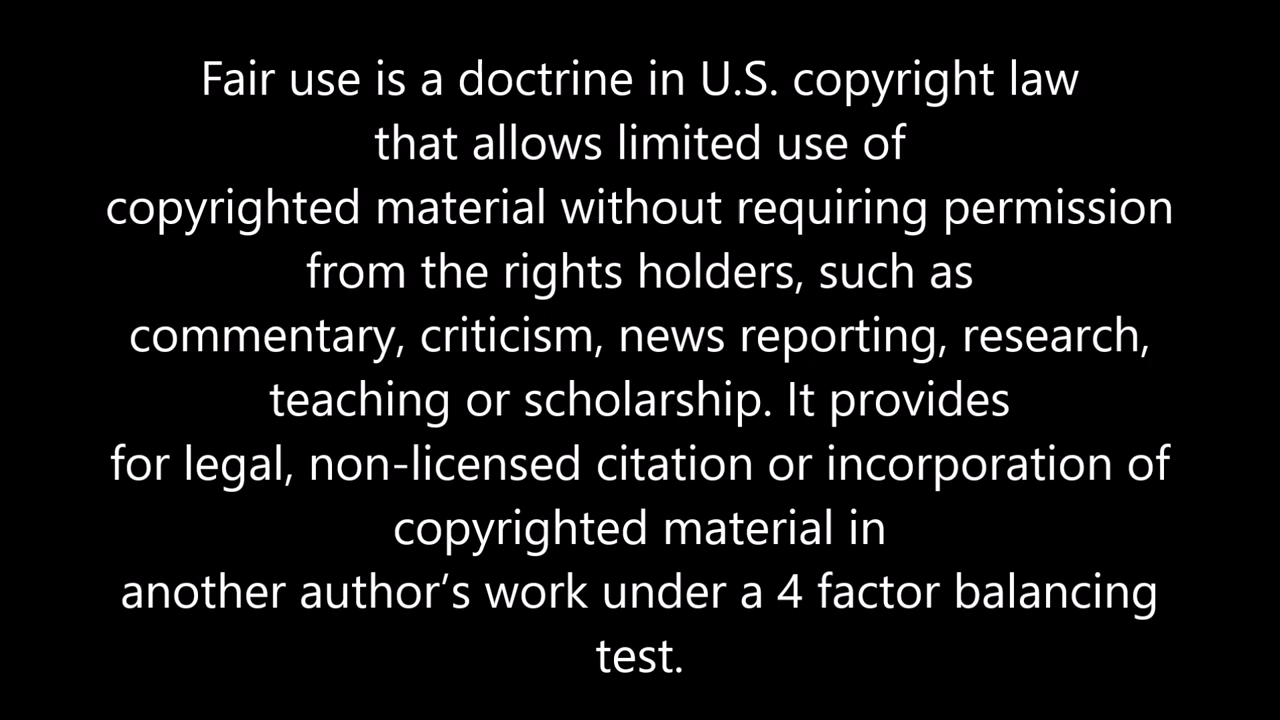 Fair use is a doctrine in U.S. copyright law
that allows limited use of
copyrighted material without requiring permission
from the rights holders, such as
commentary, criticism, news reporting, research,
teaching or scholarship. It provides
for legal, non-licensed citation or incorporation of
copyrighted material in
another author’s work under a 4 factor balancing
test.